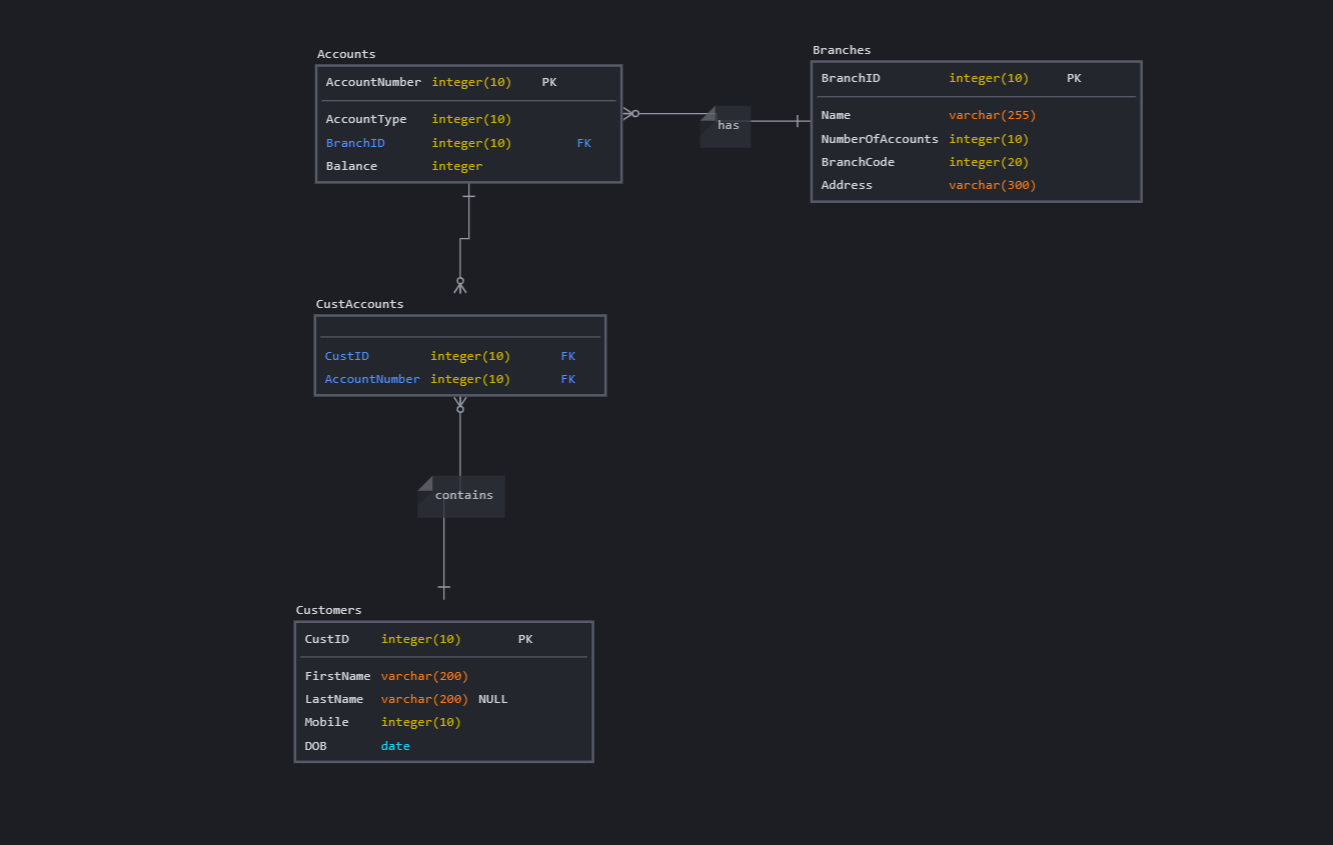 Accounts
AccountNumber integer(10) PK
AccountType integer(10)
BranchID integer(10) FK
Balance integer
has
Branches
BranchID integer(10) PK
Name varchar(255)
NumberOfAccounts integer(10)
BranchCode integer(20)
Address varchar(300)
CustAccounts
CustID integer(10) FK
AccountNumber integer(10) FK
contains
Customers
CustID integer(10) PK
FirstName varchar(200)
LastName varchar(200) NULL
Mobile integer(10)
DOB date